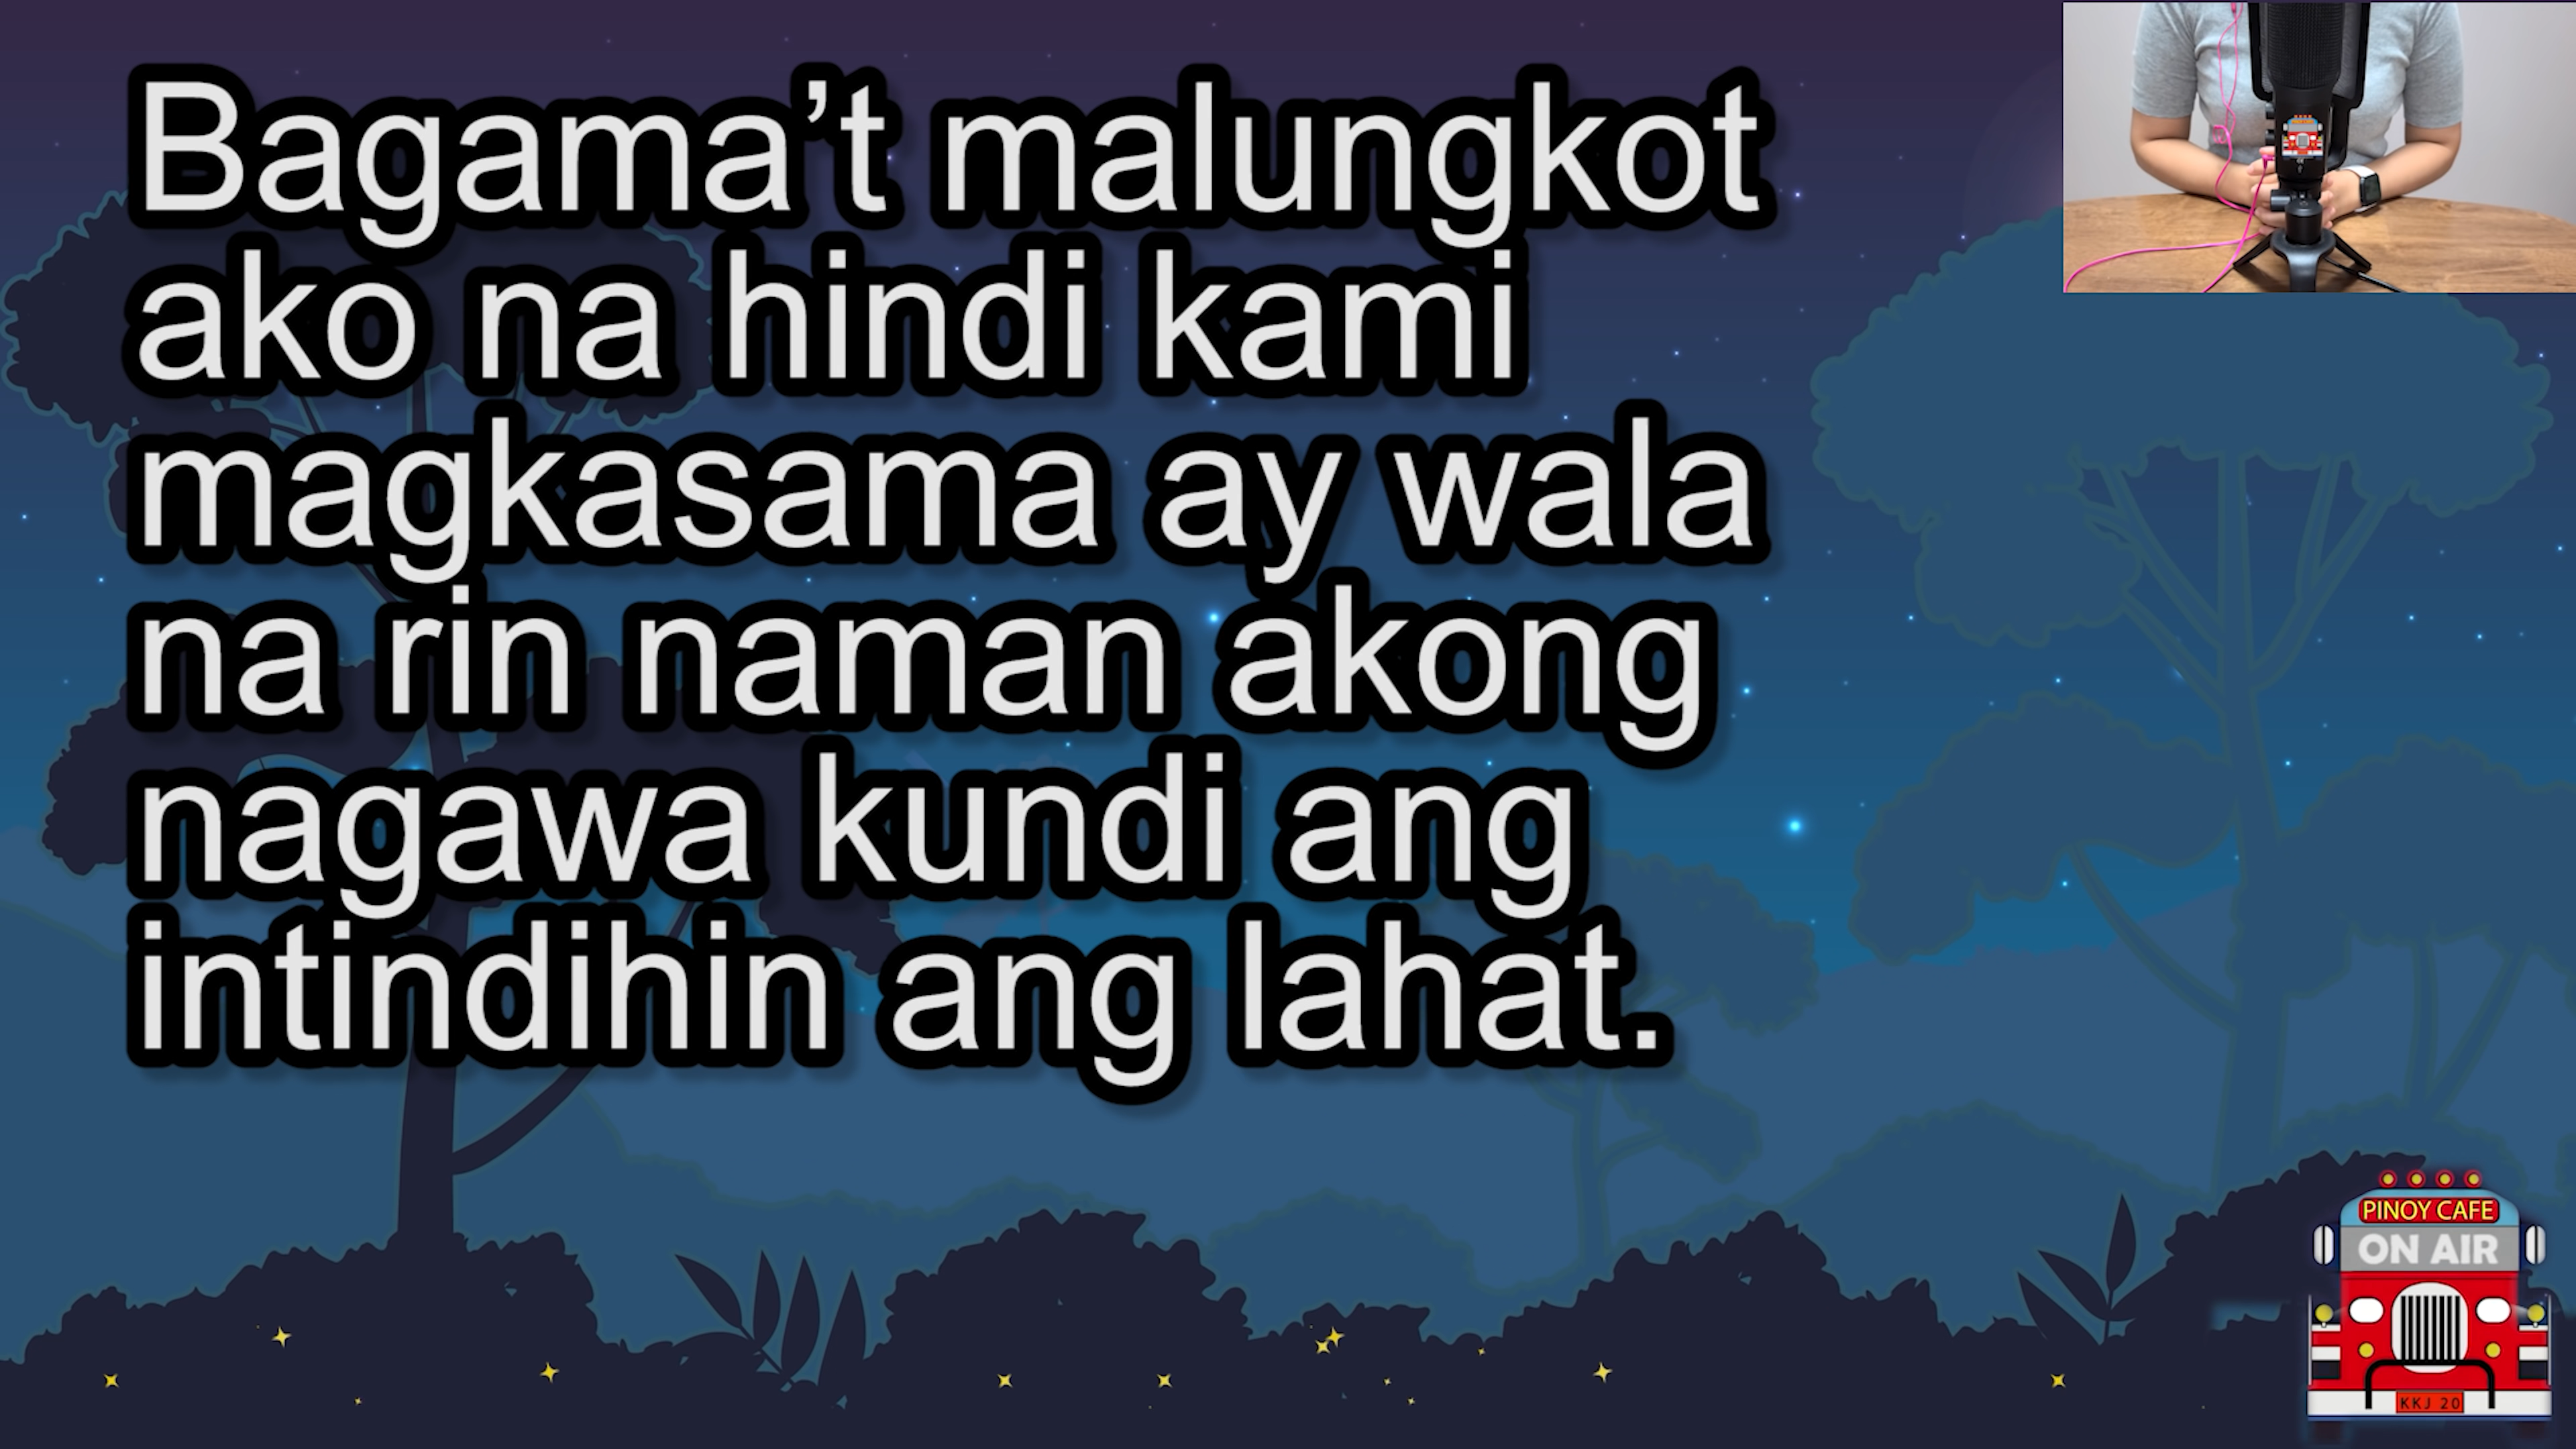 Bagama’t malungkot
ako na hindi kami
magkasama ay wala
na rin naman akong
nagawa kundi ang
intindihin ang lahat.
PINOY CAFE
ON AIR
KKJ 20